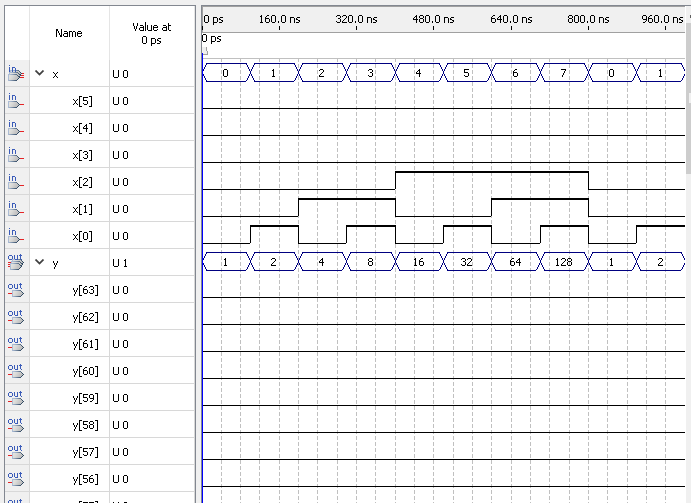 Name
Value at
0 ps
0 ps 160.0 ns 320.0 ns 480.0 ns 640.0 ns 800.0 ns 960.0 ns
0 ps
in x U 0 0 1 2 3 4 5 6 7 0 1
in x[5] U 0
in x[4] U 0
in x[3] U 0
in x[2] U 0
in x[1] U 0
in x[0] U 0
out y U 1 1 2 4 8 16 32 64 128 1 2
out y[63] U 0
out y[62] U 0
out y[61] U 0
out y[60] U 0
out y[59] U 0
out y[58] U 0
out y[57] U 0
out y[56] U 0